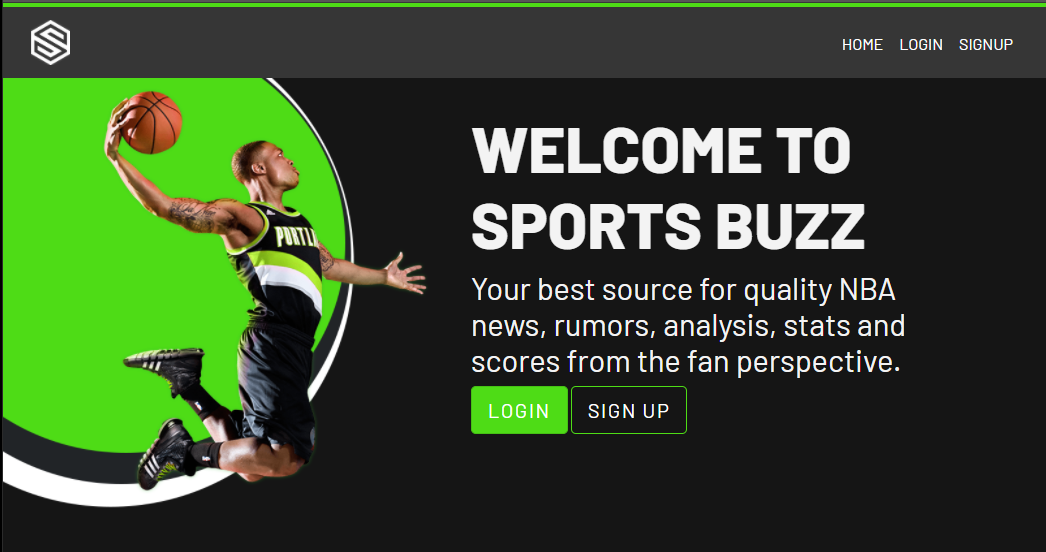 HOME LOGIN SIGNUP
WELCOME TO
SPORTS BUZZ
Your best source for quality NBA
news, rumors, analysis, stats and
scores from the fan perspective.
LOGIN SIGN UP
PORTL